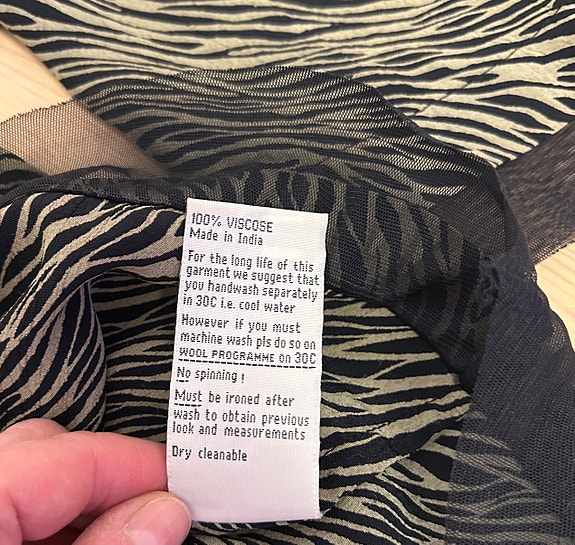 100% VISCOSE
Made in India
For the long life of this
garment we suggest that
you handwash separately
in 30C i.e. cool water
However if you must
machine wash pls do so on
WOOL PROGRAMME on 30C
No spinning !
Must be ironed after
wash to obtain previous
look and measurements
Dry cleanable